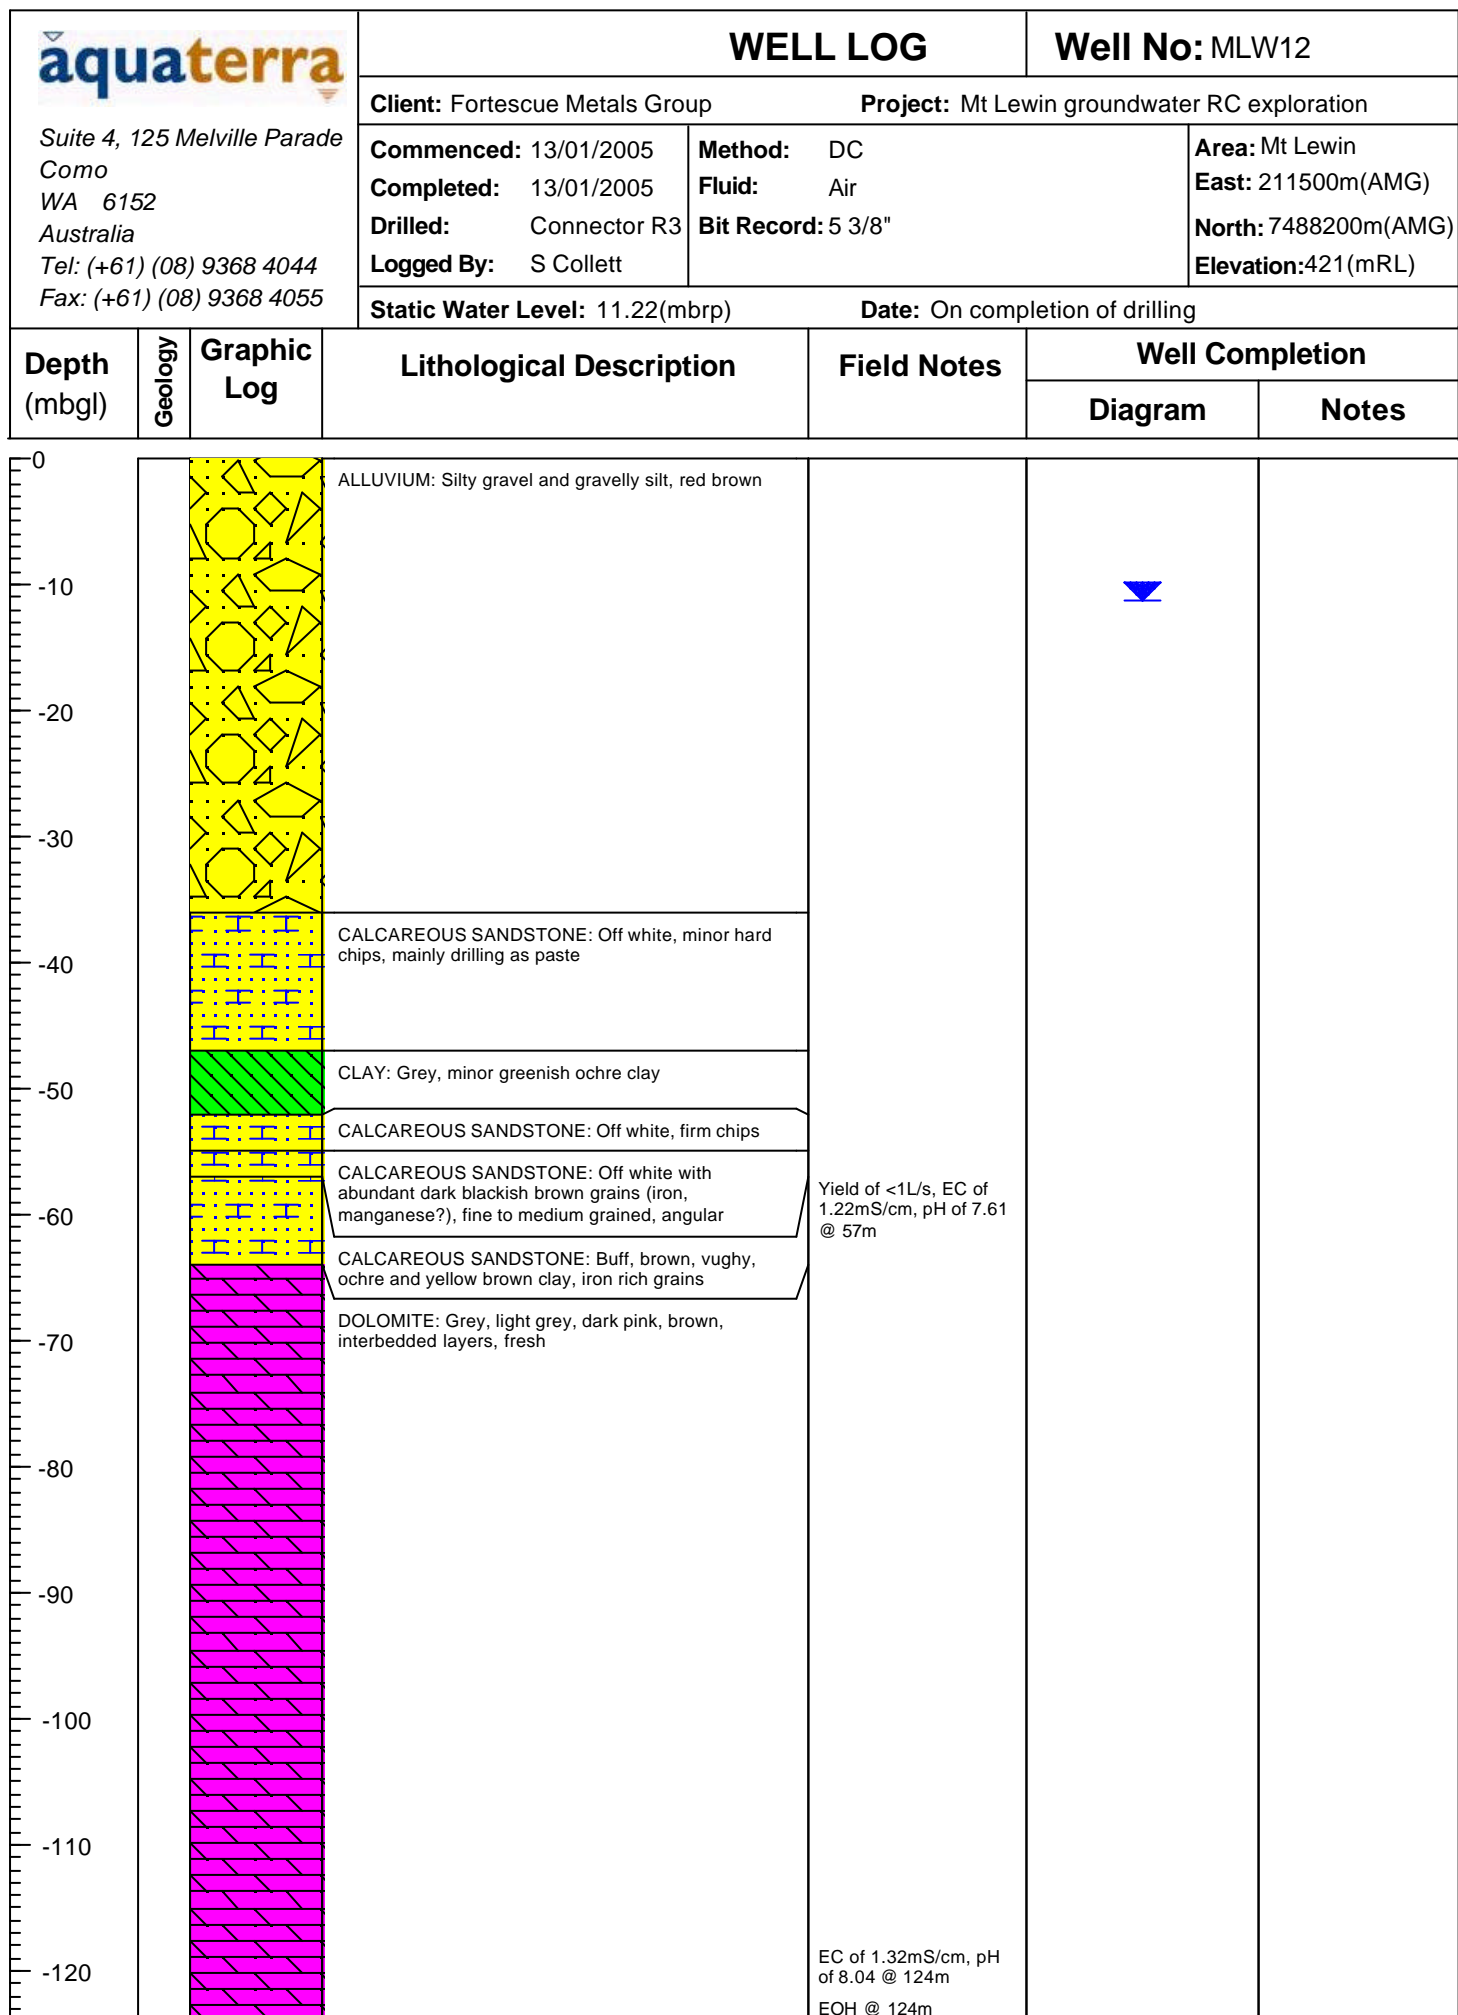 aquaterra
Suite 4, 125 Melville Parade
Como
WA 6152
Australia
Tel: (+61) (08) 9368 4044
Fax: (+61) (08) 9368 4055
WELL LOG
Well No: MLW12
Client: Fortescue Metals Group Project: Mt Lewin groundwater RC exploration
Commenced: 13/01/2005
Completed: 13/01/2005
Drilled: Connector R3
Logged By: S Collett
Method: DC
Fluid: Air
Bit Record: 5 3/8"
Area: Mt Lewin
East: 211500m(AMG)
North: 7488200m(AMG)
Elevation: 421(mRL)
Static Water Level: 11.22(mbrp) Date: On completion of drilling
Depth
(mbgl)
Geology
Graphic
Log
Lithological Description
Field Notes
Well Completion
Diagram
Notes
0
ALLUVIUM: Silty gravel and gravelly silt, red brown
-10
-20
-30
CALCAREOUS SANDSTONE: Off white, minor hard
chips, mainly drilling as paste
-40
CLAY: Grey, minor greenish ochre clay
-50
CALCAREOUS SANDSTONE: Off white, firm chips
CALCAREOUS SANDSTONE: Off white with
abundant dark blackish brown grains (iron,
manganese?), fine to medium grained, angular
Yield of <1L/s, EC of
1.22mS/cm, pH of 7.61
@ 57m
-60
CALCAREOUS SANDSTONE: Buff, brown, vughy,
ochre and yellow brown clay, iron rich grains
DOLOMITE: Grey, light grey, dark pink, brown,
interbedded layers, fresh
-70
-80
-90
-100
-110
EC of 1.32mS/cm, pH
of 8.04 @ 124m
-120
EOH @ 124m